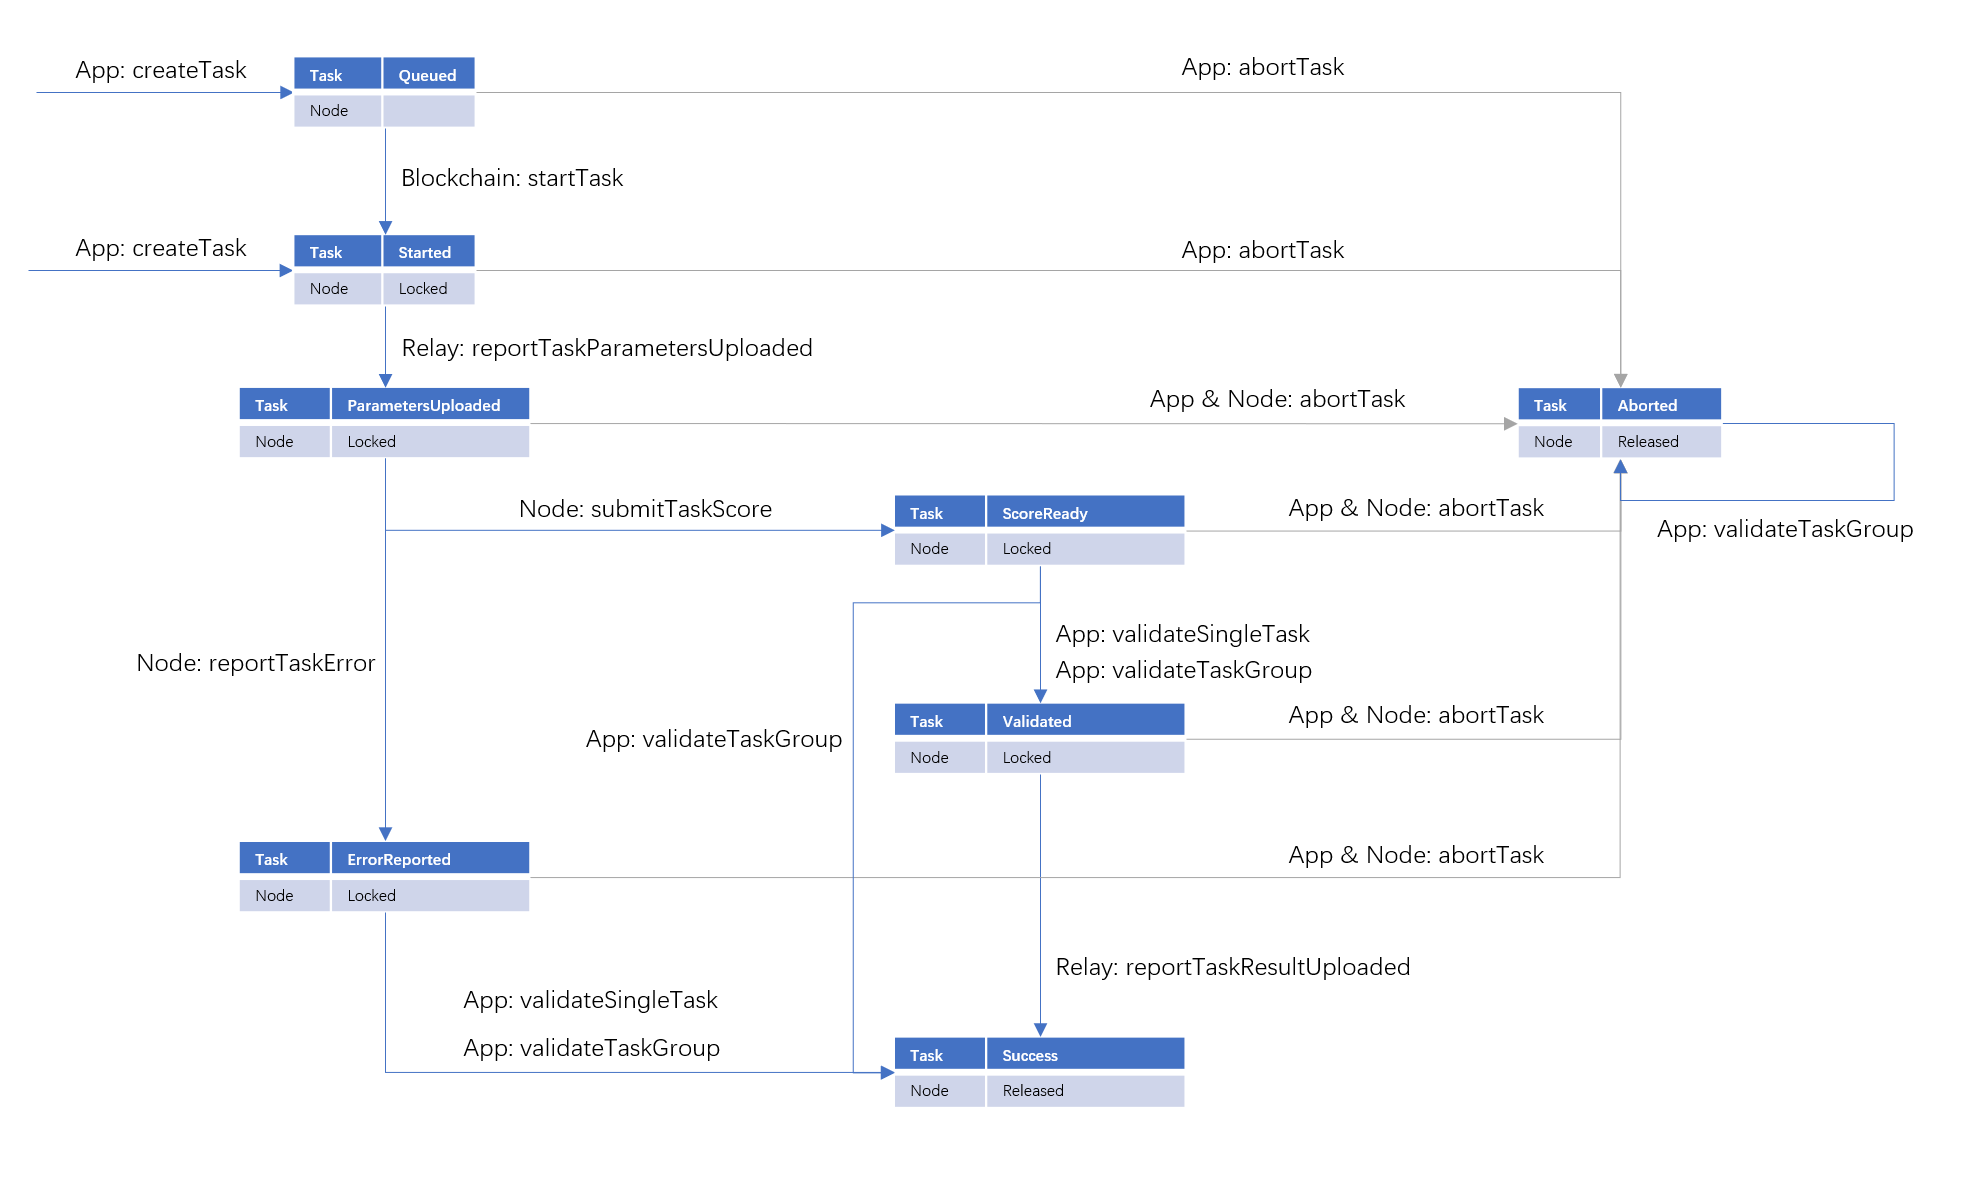 App: createTask
Task Queued
Node
App: abortTask
Blockchain: startTask
App: createTask
Task Started
Node Locked
App: abortTask
Relay: reportTaskParametersUploaded
Task ParametersUploaded
Node Locked
App & Node: abortTask
Task Aborted
Node Released
Node: submitTaskScore
Task ScoreReady
Node Locked
App & Node: abortTask
App: validateTaskGroup
App: validateSingleTask
App: validateTaskGroup
Node: reportTaskError
App: validateTaskGroup
Task Validated
Node Locked
App & Node: abortTask
Task ErrorReported
Node Locked
App & Node: abortTask
Relay: reportTaskResultUploaded
App: validateSingleTask
App: validateTaskGroup
Task Success
Node Released